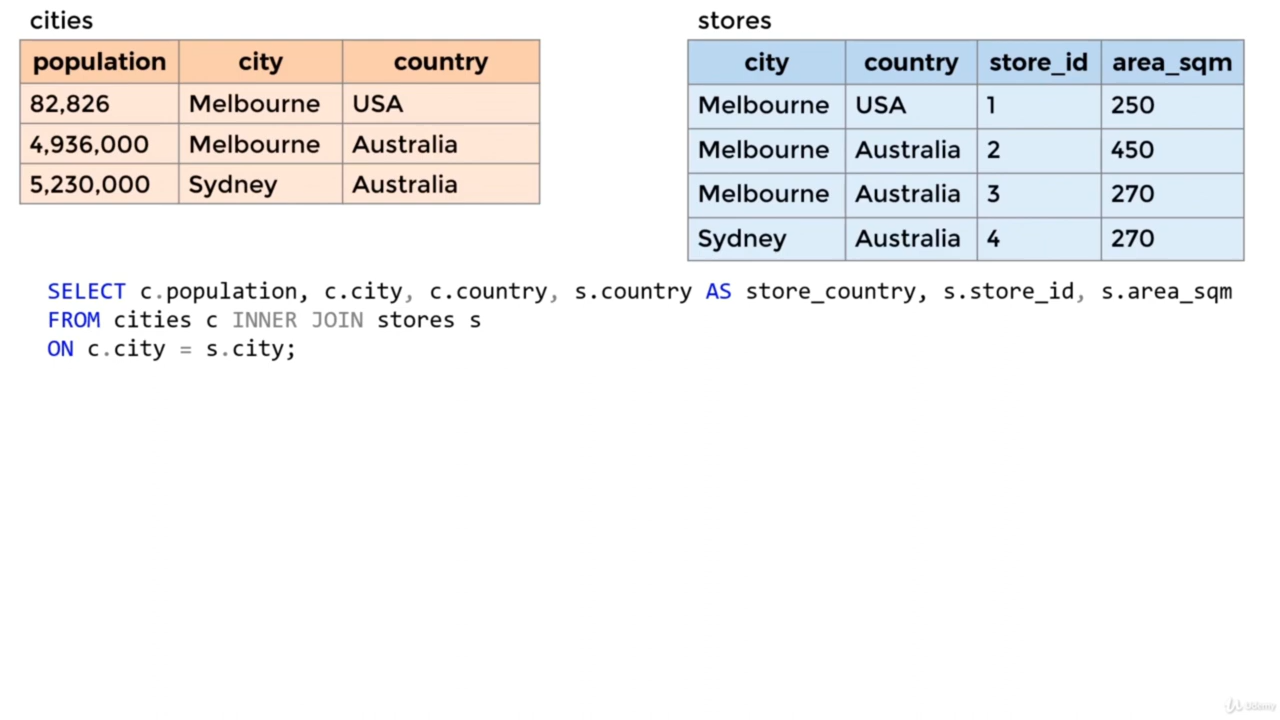 cities
population city country
82,826 Melbourne USA
4,936,000 Melbourne Australia
5,230,000 Sydney Australia
stores
city country store_id area_sqm
Melbourne USA 1 250
Melbourne Australia 2 450
Melbourne Australia 3 270
Sydney Australia 4 270
SELECT c.population, c.city, c.country, s.country AS store_country, s.store_id, s.area_sqm
FROM cities c INNER JOIN stores s
ON c.city = s.city;
Udemy